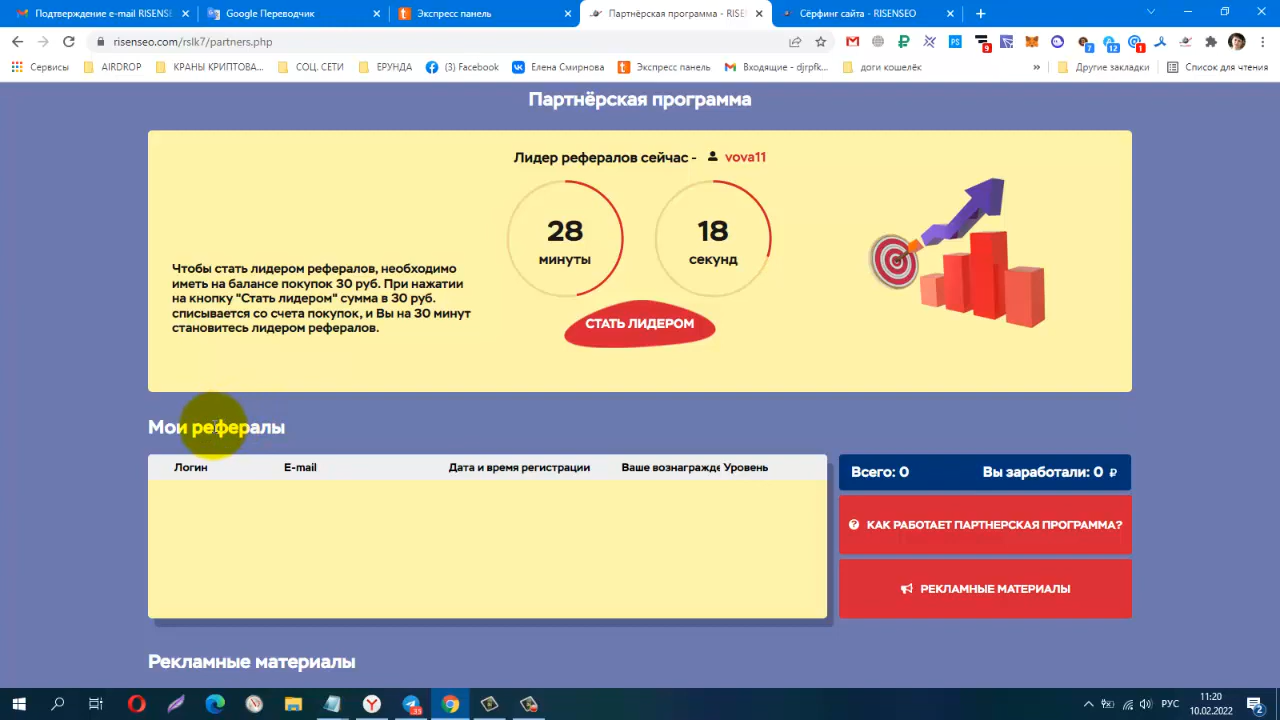 Подтверждение e-mail RISENSE
Google Переводчик
Экспресс панель
Партнёрская программа - RISE
Сёрфинг сайта - RISENSEO
risenseo.com/rslk7/partners.php
Сервисы
AIRDROP
КРАНЫ КРИПТОВА...
СОЦ. СЕТИ
ЕРУНДА
(3) Facebook
Елена Смирнова
Экспресс панель
Входящие - djrpfk...
доги кошелёк
»
Другие закладки
Список для чтения
Партнёрская программа
Лидер рефералов сейчас - vova11
28
минуты
18
секунд
Чтобы стать лидером рефералов, необходимо
иметь на балансе покупок 30 руб. При нажатии
на кнопку "Стать лидером" сумма в 30 руб.
списывается со счета покупок, и Вы на 30 минут
становитесь лидером рефералов.
СТАТЬ ЛИДЕРОМ
Мои рефералы
Логин
E-mail
Дата и время регистрации
Ваше вознагражде
Уровень
Всего: 0
Вы заработали: 0 ₽
КАК РАБОТАЕТ ПАРТНЕРСКАЯ ПРОГРАММА?
РЕКЛАМНЫЕ МАТЕРИАЛЫ
Рекламные материалы
РУС
11:20
10.02.2022